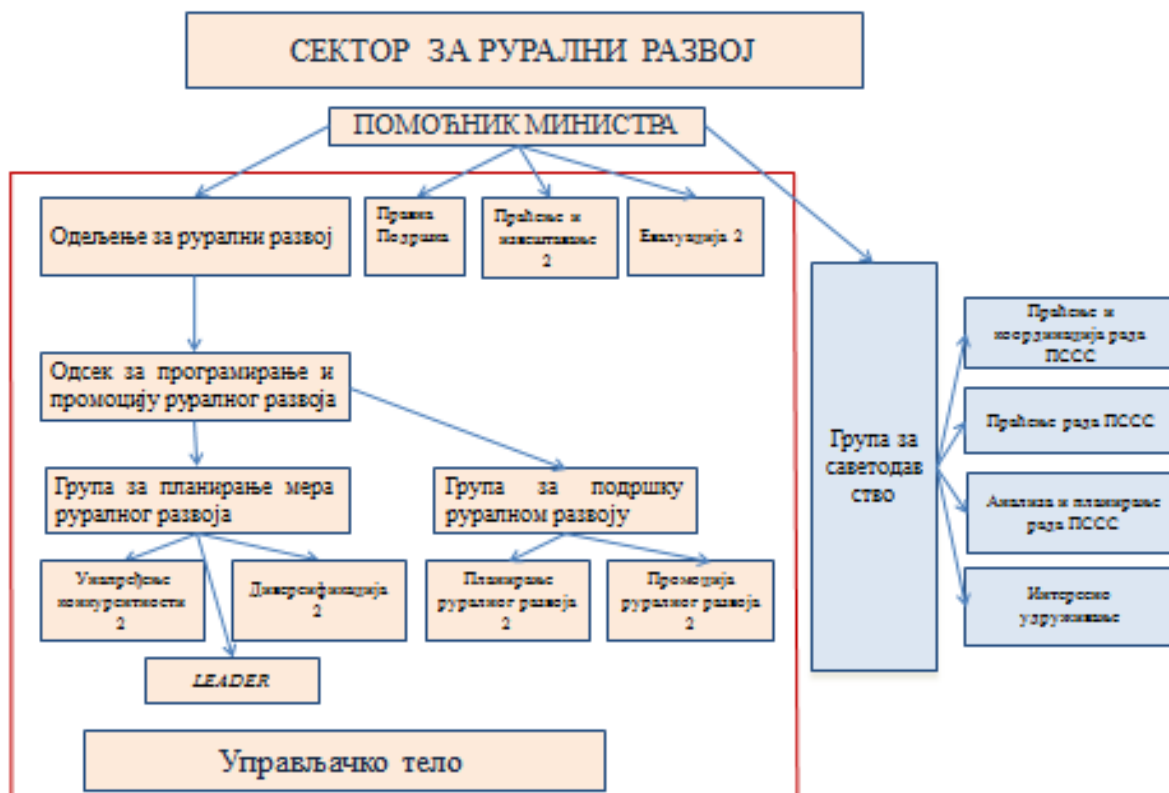 СЕКТОР ЗА РУРАЛНИ РАЗВОЈ
ПОМОЋНИК МИНИСТРА
Одељење за рурални развој
Правна
Подршка
Праћење и
извештавање
2
Евалуација 2
Одсек за програмирање и
промоцију руралног развоја
Група за планирање мера
руралног развоја
Група за подршку
руралном развоју
Унапређење
конкурентности
2
Диверсификација
2
LEADER
Планирање
руралног развоја 2
Промоција
руралног развоја 2
Управљачко тело
Група за
саветодав
ство
Праћење и
координација рада
ПССС
Праћење рада ПССС
Анализа и планирање
рада ПССС
Интересно
удруживање